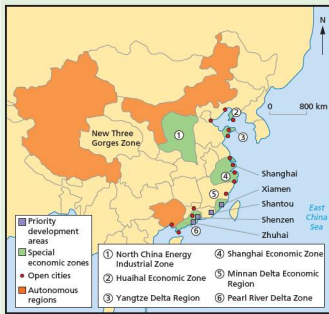 N
0 800 km
New Three
Gorges Zone
①
②
③
④
⑤
⑥
Shanghai
Xiamen
Shantou
Shenzen
Zhuhai
East
China
Sea
Priority
development
areas
Special
economic zones
Open cities
Autonomous
regions
① North China Energy
Industrial Zone
② Huaihal Economic Zone
③ Yangtze Delta Region
④ Shanghai Economic Zone
⑤ Minnan Delta Economic
Region
⑥ Pearl River Delta Zone